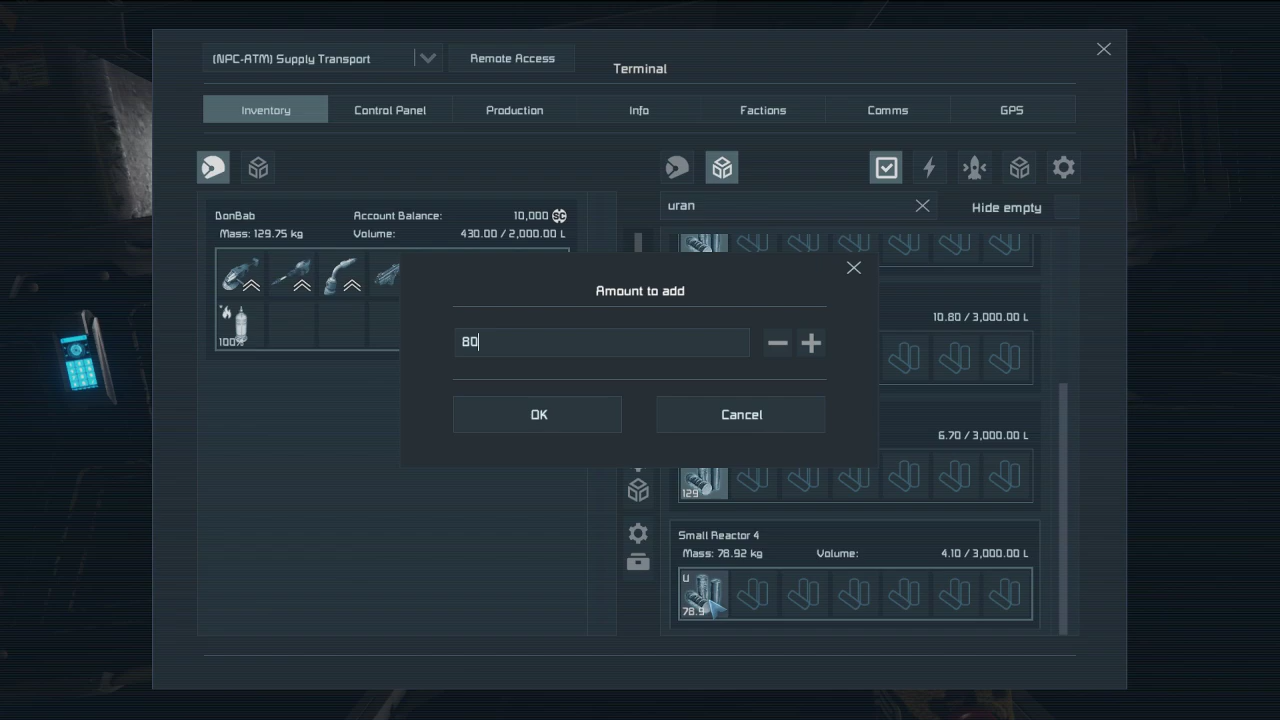 (NPC-ATM) Supply Transport
Remote Access
Terminal
Inventory
Control Panel
Production
Info
Factions
Comms
GPS
uran
Hide empty
DonBab
Account Balance: 10,000 SC
Mass: 129.75 kg
Volume: 430.00 / 2,000.00 L
100%
Amount to add
80
OK
Cancel
10.80 / 3,000.00 L
6.70 / 3,000.00 L
129
Small Reactor 4
Mass: 78.92 kg
Volume: 4.10 / 3,000.00 L
U
78.9